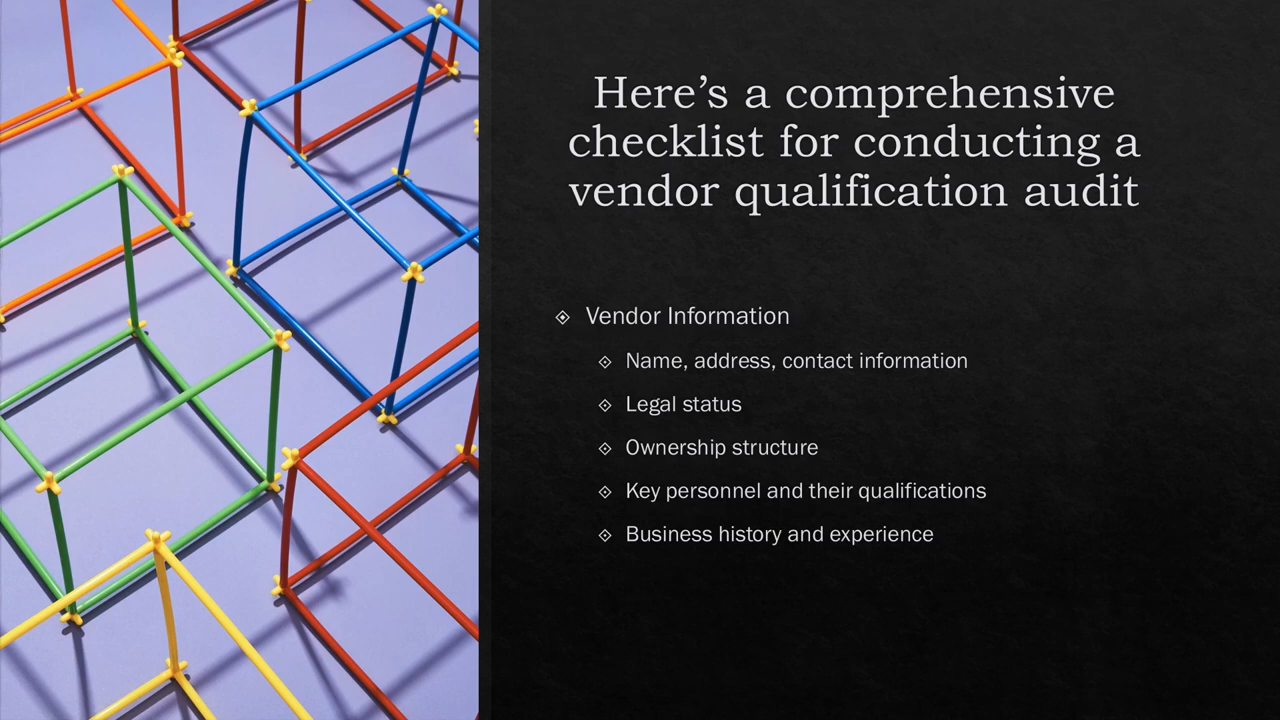 Here’s a comprehensive
checklist for conducting a
vendor qualification audit
Vendor Information
Name, address, contact information
Legal status
Ownership structure
Key personnel and their qualifications
Business history and experience